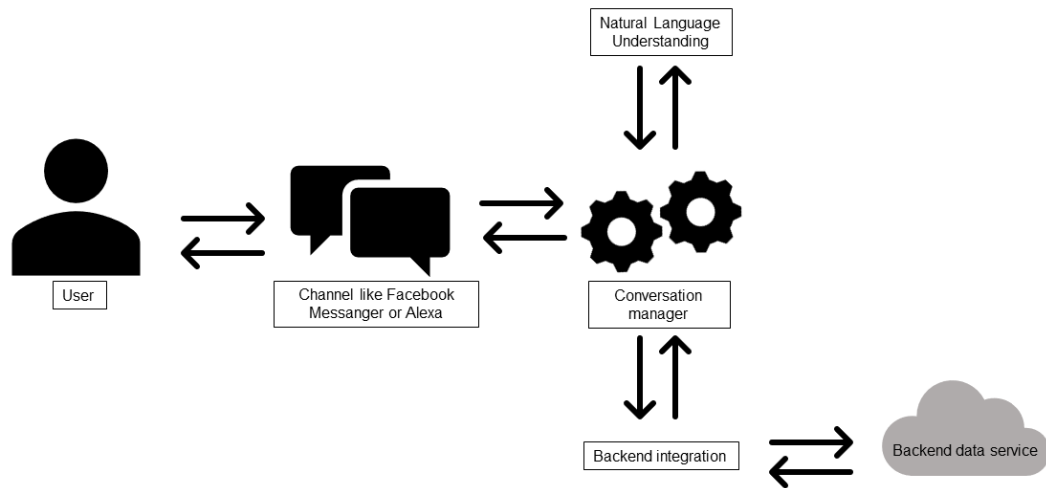 Natural Language
Understanding
User
Channel like Facebook
Messanger or Alexa
Conversation
manager
Backend integration
Backend data service